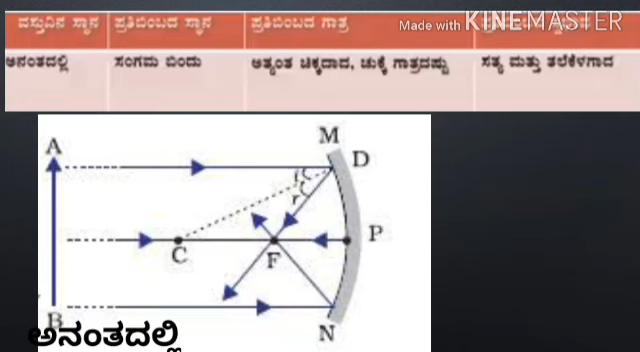 ವಸ್ತುವಿನ ಸ್ಥಾನ ಪ್ರತಿಬಿಂಬದ ಸ್ಥಾನ ಪ್ರತಿಬಿಂಬದ ಗಾತ್ರ
Made with KINEMASTER
ಅನಂತದಲ್ಲಿ ಸಂಗಮ ಬಿಂದು ಅತ್ಯಂತ ಚಿಕ್ಕದಾದ, ಚುಕ್ಕೆ ಗಾತ್ರದಷ್ಟು ಸತ್ಯ ಮತ್ತು ತಲೆಕೆಳಗಾದ
M
A D
i
r
P
C F
B N
ಅನಂತದಲ್ಲಿ